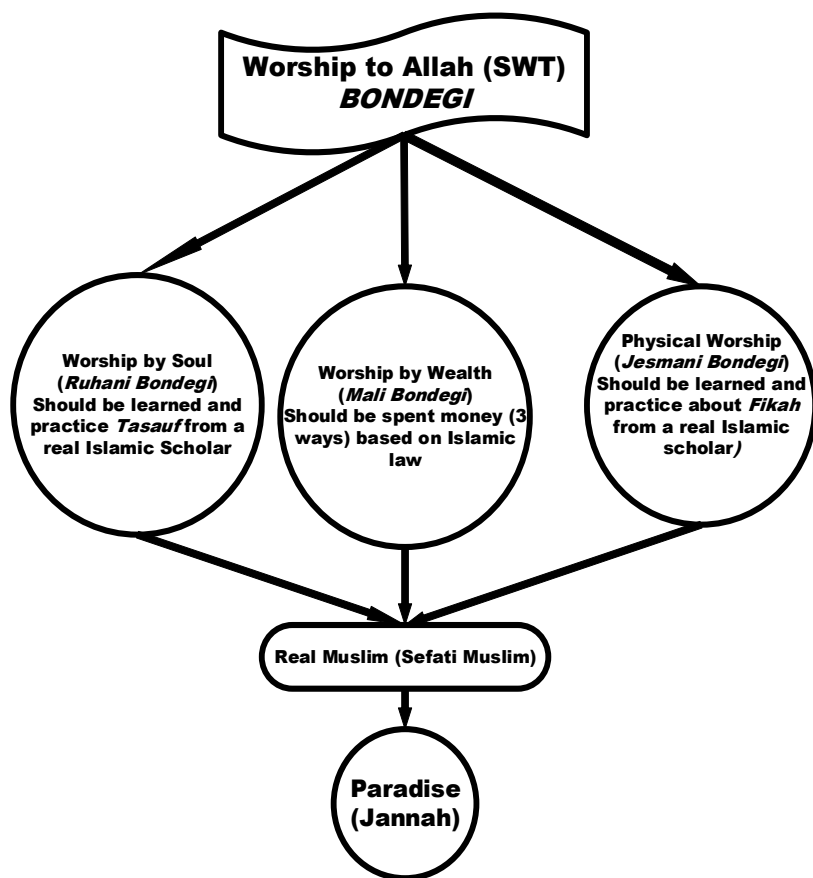 Worship to Allah (SWT)
BONDEGI
Worship by Soul
(Ruhani Bondegi)
Should be learned and
practice Tasauf from a
real Islamic Scholar
Worship by Wealth
(Mali Bondegi)
Should be spent money (3
ways) based on Islamic
law
Physical Worship
(Jesmani Bondegi)
Should be learned and
practice about Fikah
from a real Islamic
scholar)
Real Muslim (Sefati Muslim)
Paradise
(Jannah)